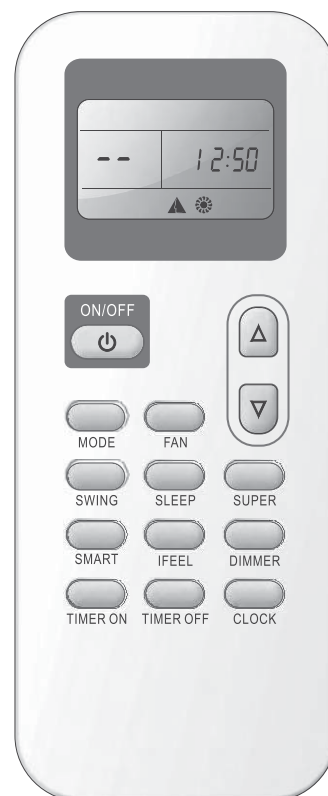 -- 12:50
ON/OFF
MODE FAN
SWING SLEEP SUPER
SMART IFEEL DIMMER
TIMER ON TIMER OFF CLOCK